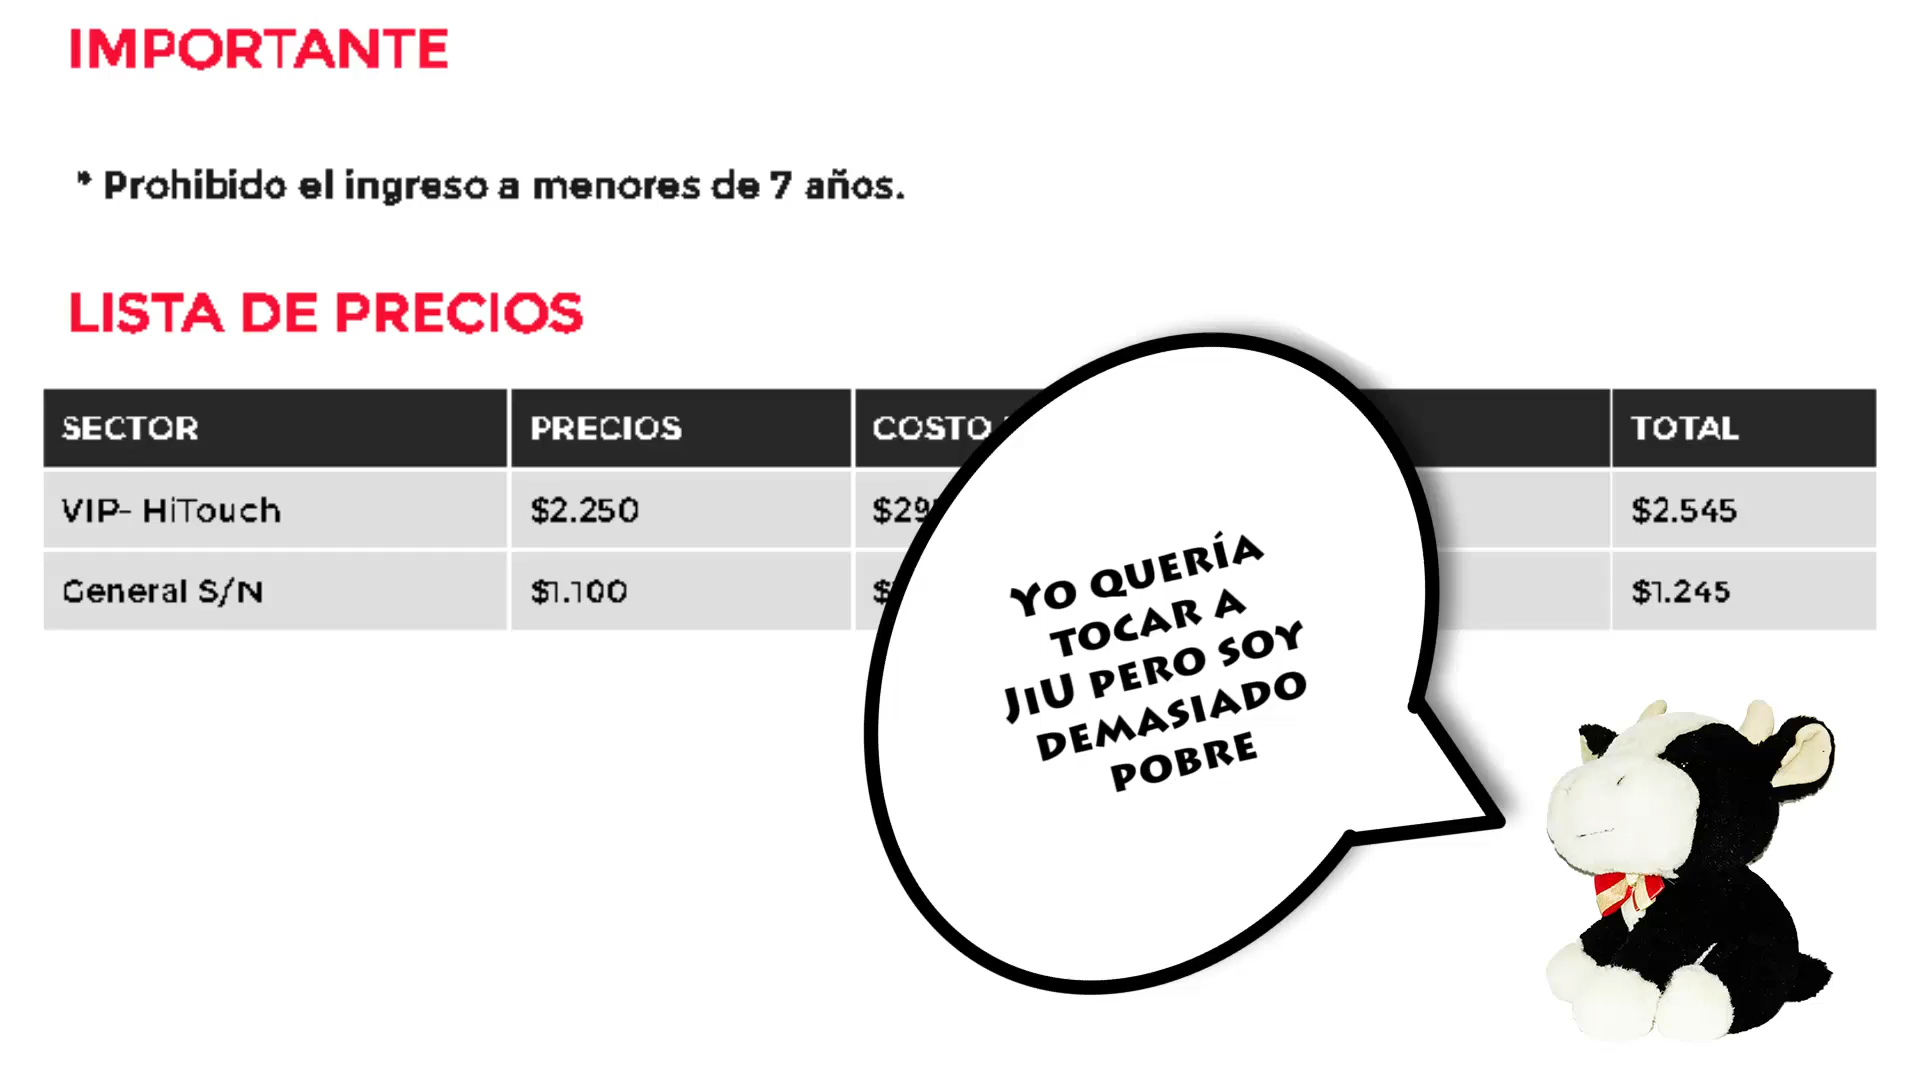 IMPORTANTE
* Prohibido el ingreso a menores de 7 años.
LISTA DE PRECIOS
SECTOR PRECIOS COSTO TOTAL
VIP- HiTouch $2.250 $2.545
General S/N $1.100 $1.245
Yo quería
tocar a
JiU pero soy
demasiado
pobre